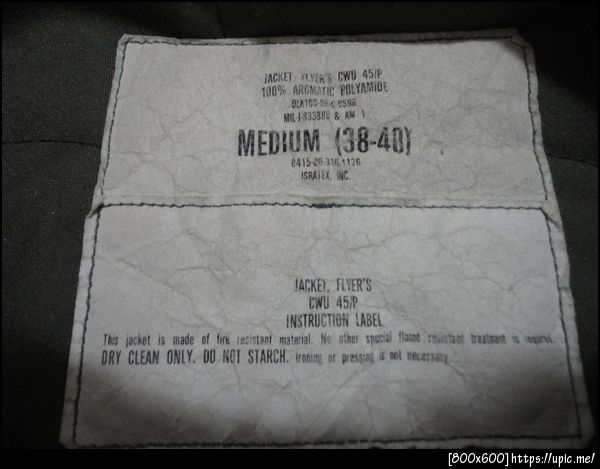 JACKET, FLYER'S CWU 45/P
100% AROMATIC POLYAMIDE
MEDIUM (38-40)
ISRATEX, INC.
JACKET, FLYER'S
CWU 45/P
INSTRUCTION LABEL
This jacket is made of fire resistant material. No other special flame resistant treatment is required.
DRY CLEAN ONLY. DO NOT STARCH. Ironing or pressing is not necessary.
[800x600]https://upic.me/